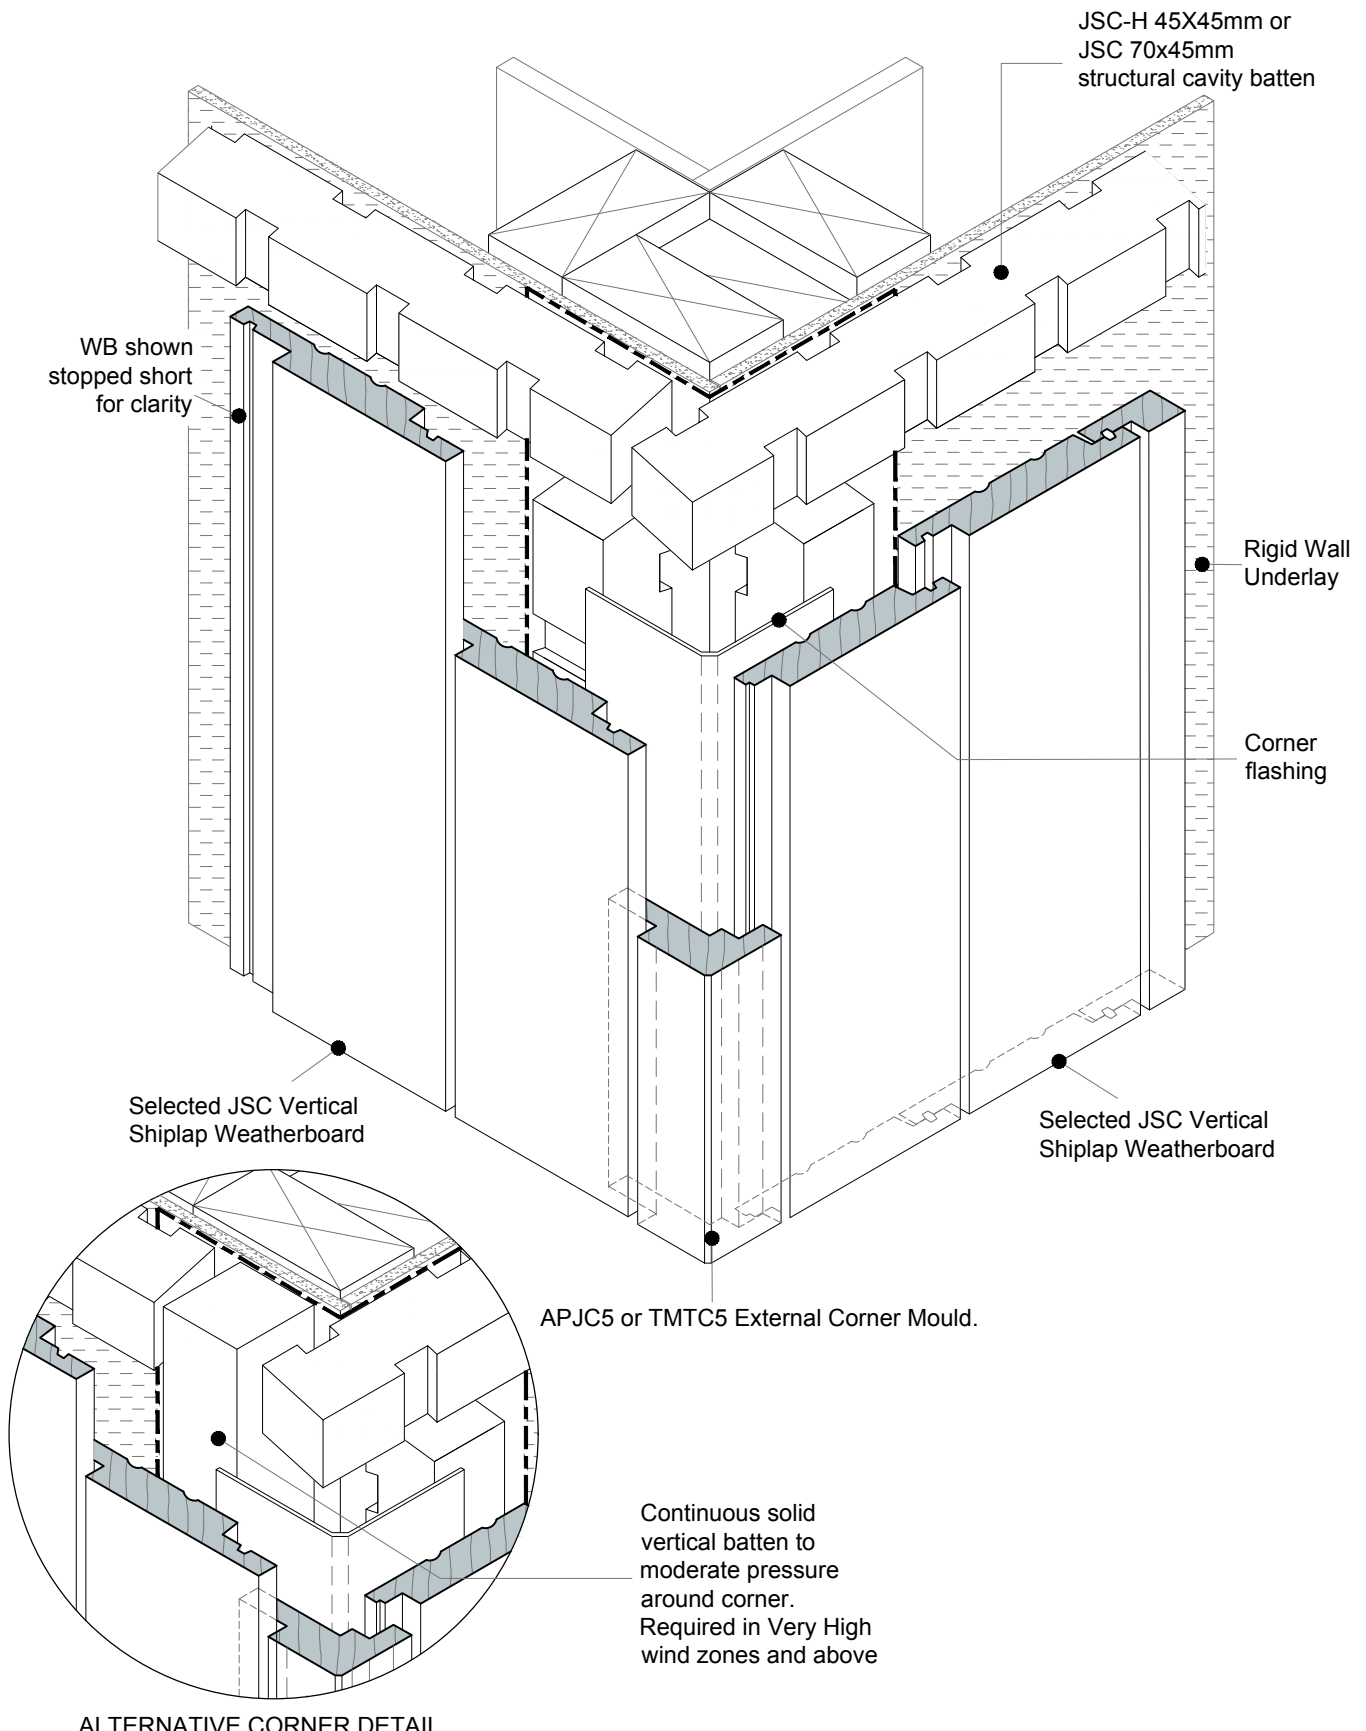 JSC-H 45X45mm or
JSC 70x45mm
structural cavity batten
WB shown
stopped short
for clarity
Rigid Wall
Underlay
Corner
flashing
Selected JSC Vertical
Shiplap Weatherboard
Selected JSC Vertical
Shiplap Weatherboard
APJC5 or TMTC5 External Corner Mould.
Continuous solid
vertical batten to
moderate pressure
around corner.
Required in Very High
wind zones and above
ALTERNATIVE CORNER DETAIL